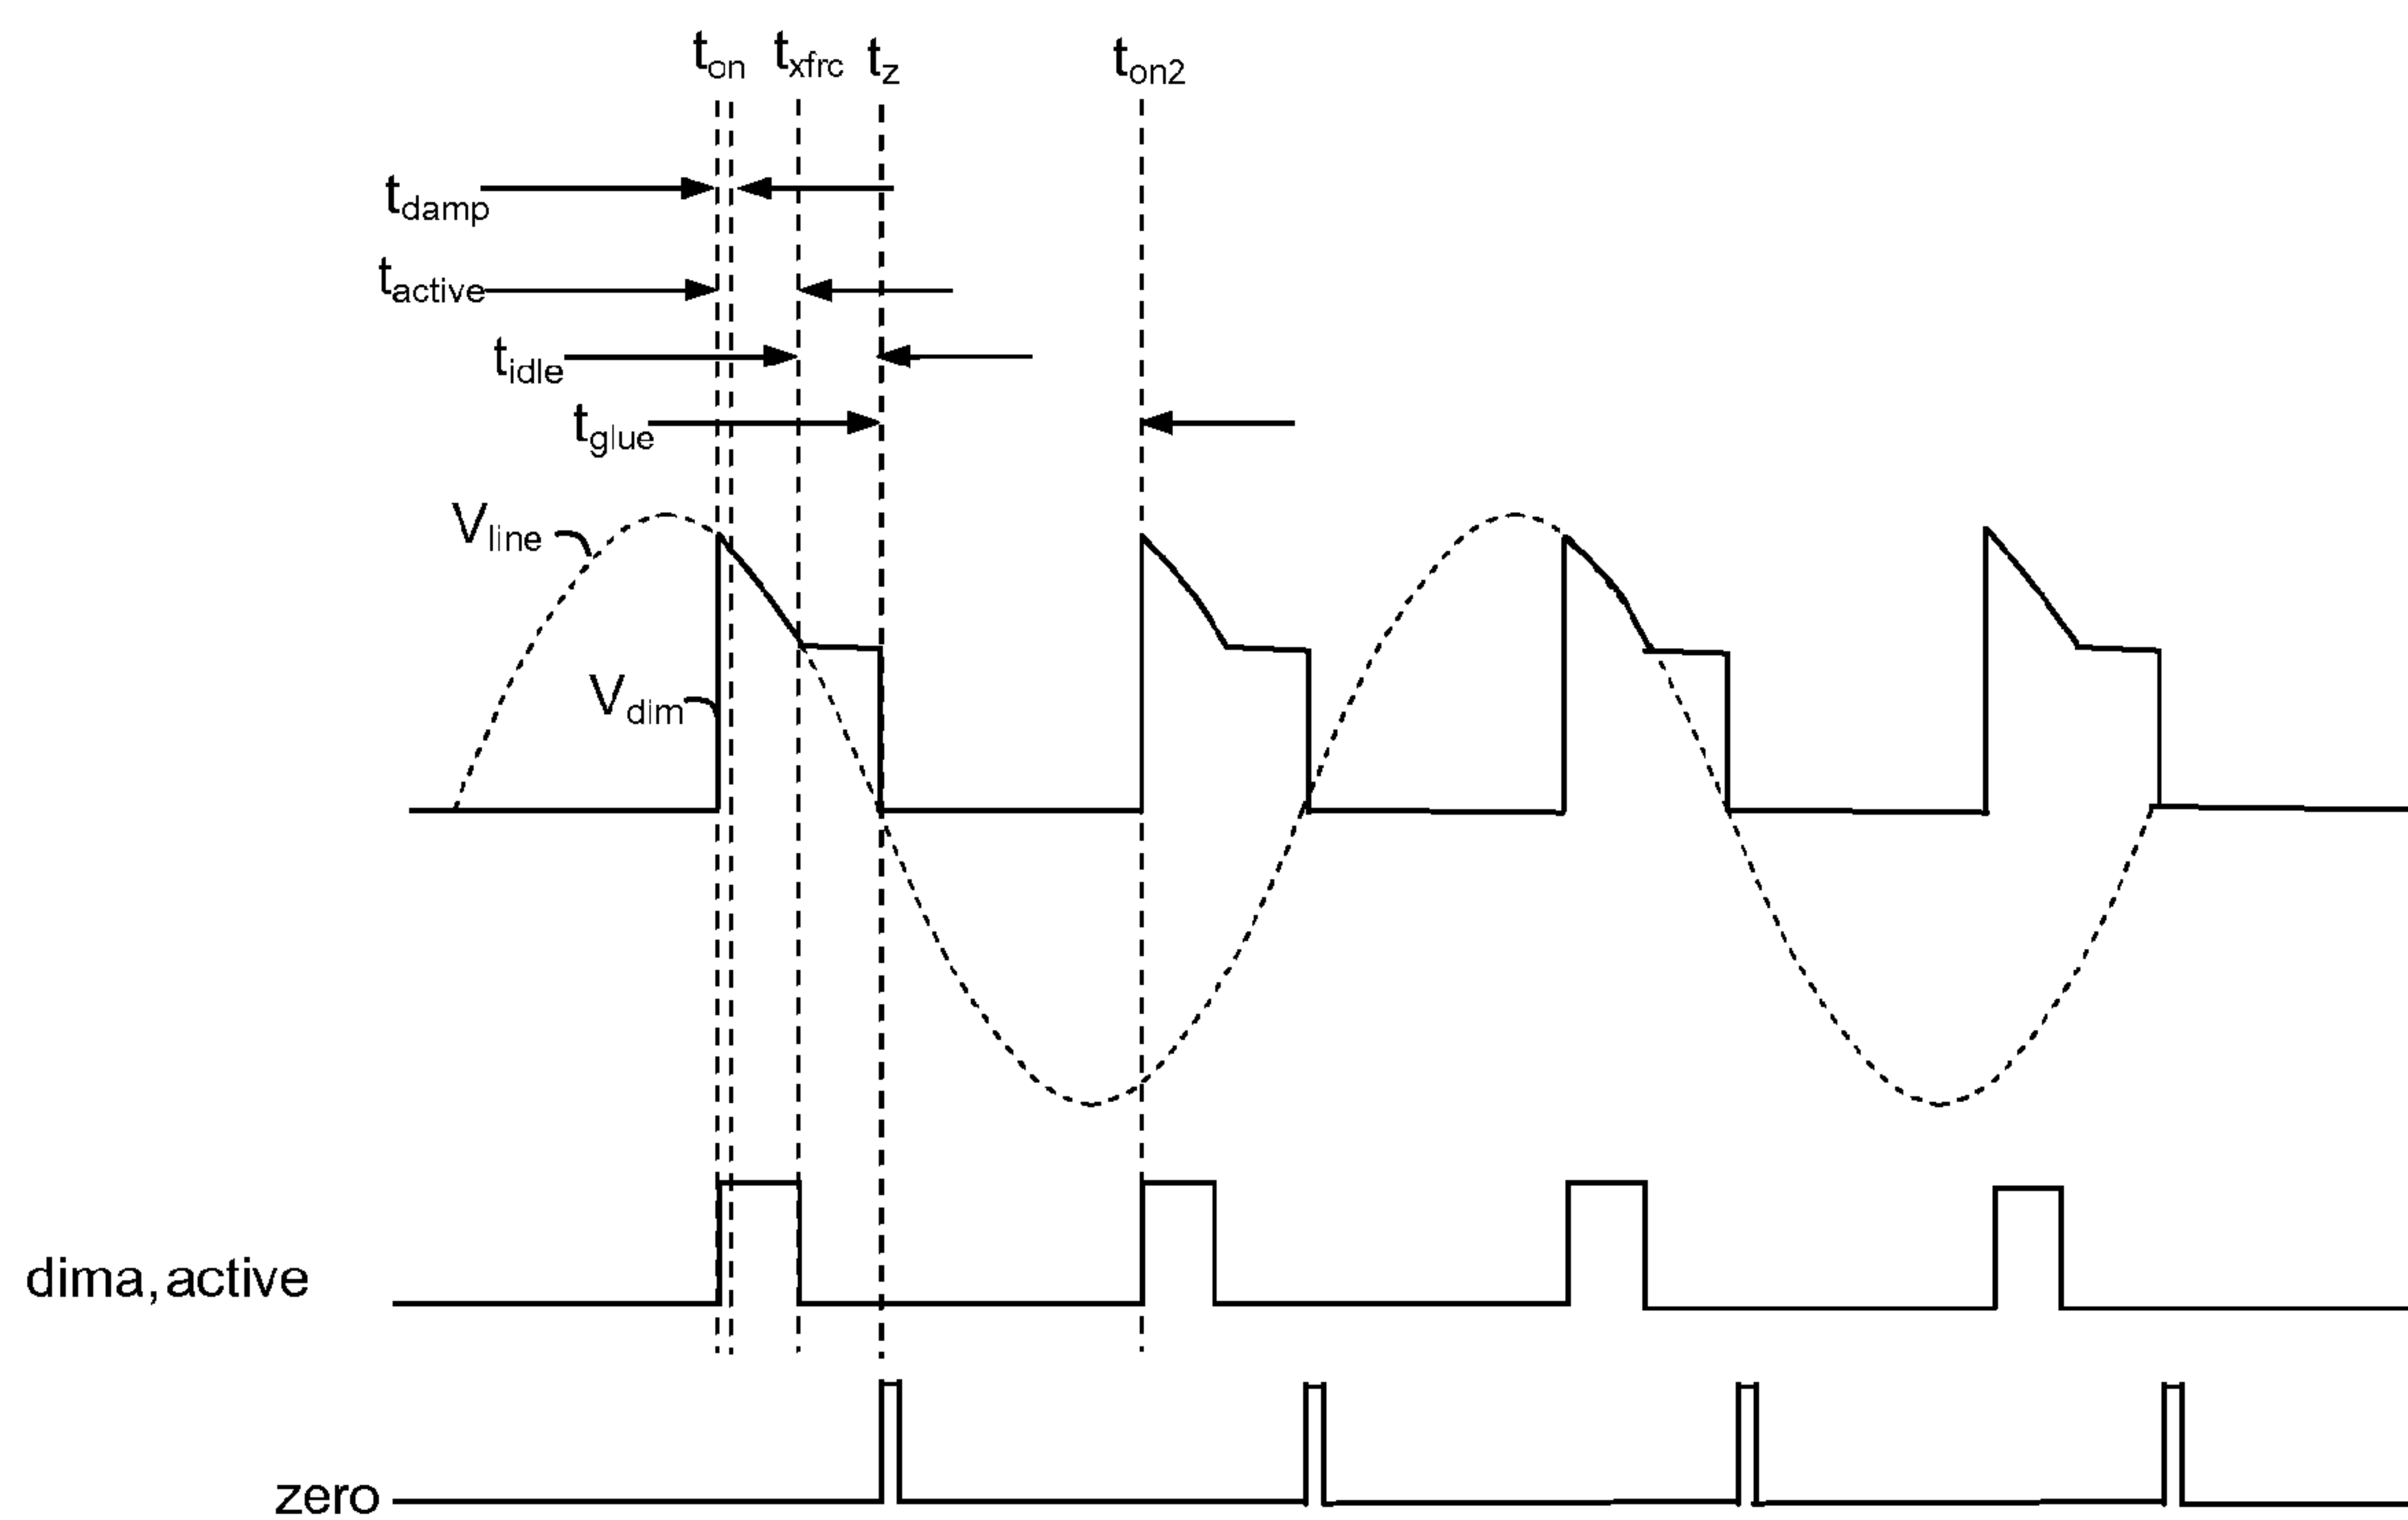 t_on t_xfrc t_z t_on2
t_damp
t_active
t_idle
t_glue
V_line
V_dim
dima, active
zero